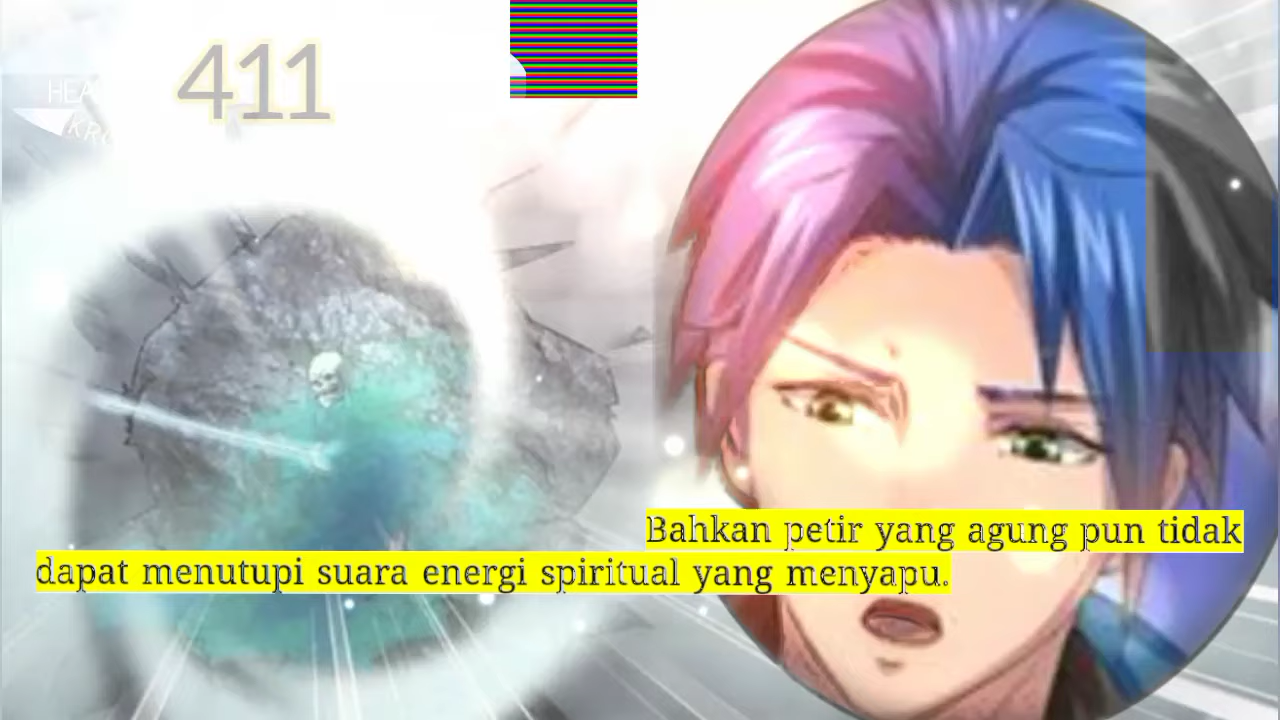 411
Bahkan petir yang agung pun tidak
dapat menutupi suara energi spiritual yang menyapu.